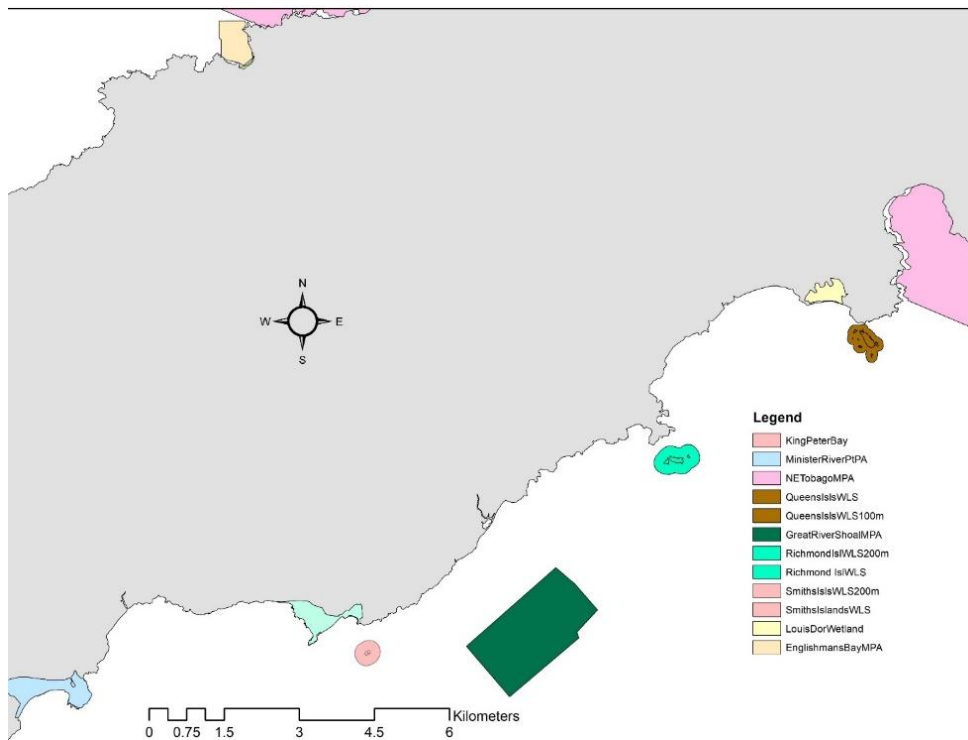 N
W E
S
Legend
KingPeterBay
MinisterRiverPtPA
NETobagoMPA
QueensIslsWLS
QueensIslsWLS100m
GreatRiverShoalMPA
RichmondIslWLS200m
Richmond IslWLS
SmithsIslsWLS200m
SmithsIslandsWLS
LouisDorWetland
EnglishmansBayMPA
Kilometers
0 0.75 1.5 3 4.5 6